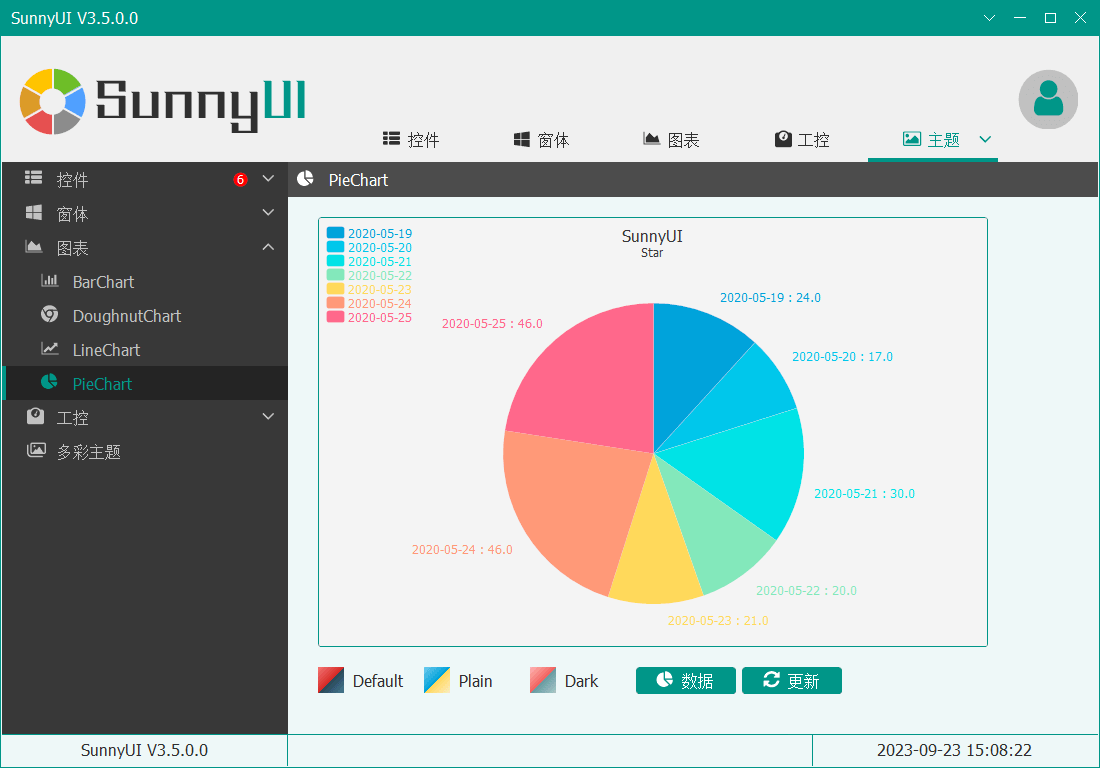 SunnyUI V3.5.0.0
SunnyUI
控件 窗体 图表 工控 主题
控件 6
窗体
图表
BarChart
DoughnutChart
LineChart
PieChart
工控
多彩主题
PieChart
SunnyUI
Star
2020-05-19
2020-05-20
2020-05-21
2020-05-22
2020-05-23
2020-05-24
2020-05-25
2020-05-19 : 24.0
2020-05-25 : 46.0
2020-05-20 : 17.0
2020-05-21 : 30.0
2020-05-24 : 46.0
2020-05-22 : 20.0
2020-05-23 : 21.0
Default Plain Dark 数据 更新
SunnyUI V3.5.0.0 2023-09-23 15:08:22